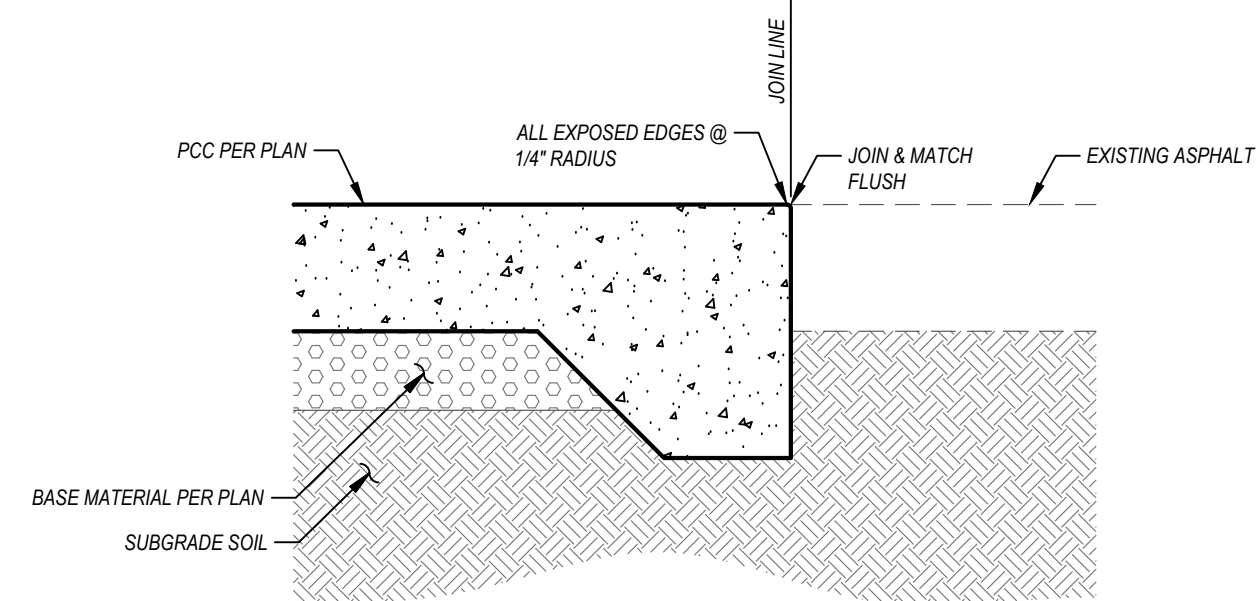 JOIN LINE
ALL EXPOSED EDGES @
1/4" RADIUS
PCC PER PLAN
JOIN & MATCH
FLUSH
EXISTING ASPHALT
BASE MATERIAL PER PLAN
SUBGRADE SOIL